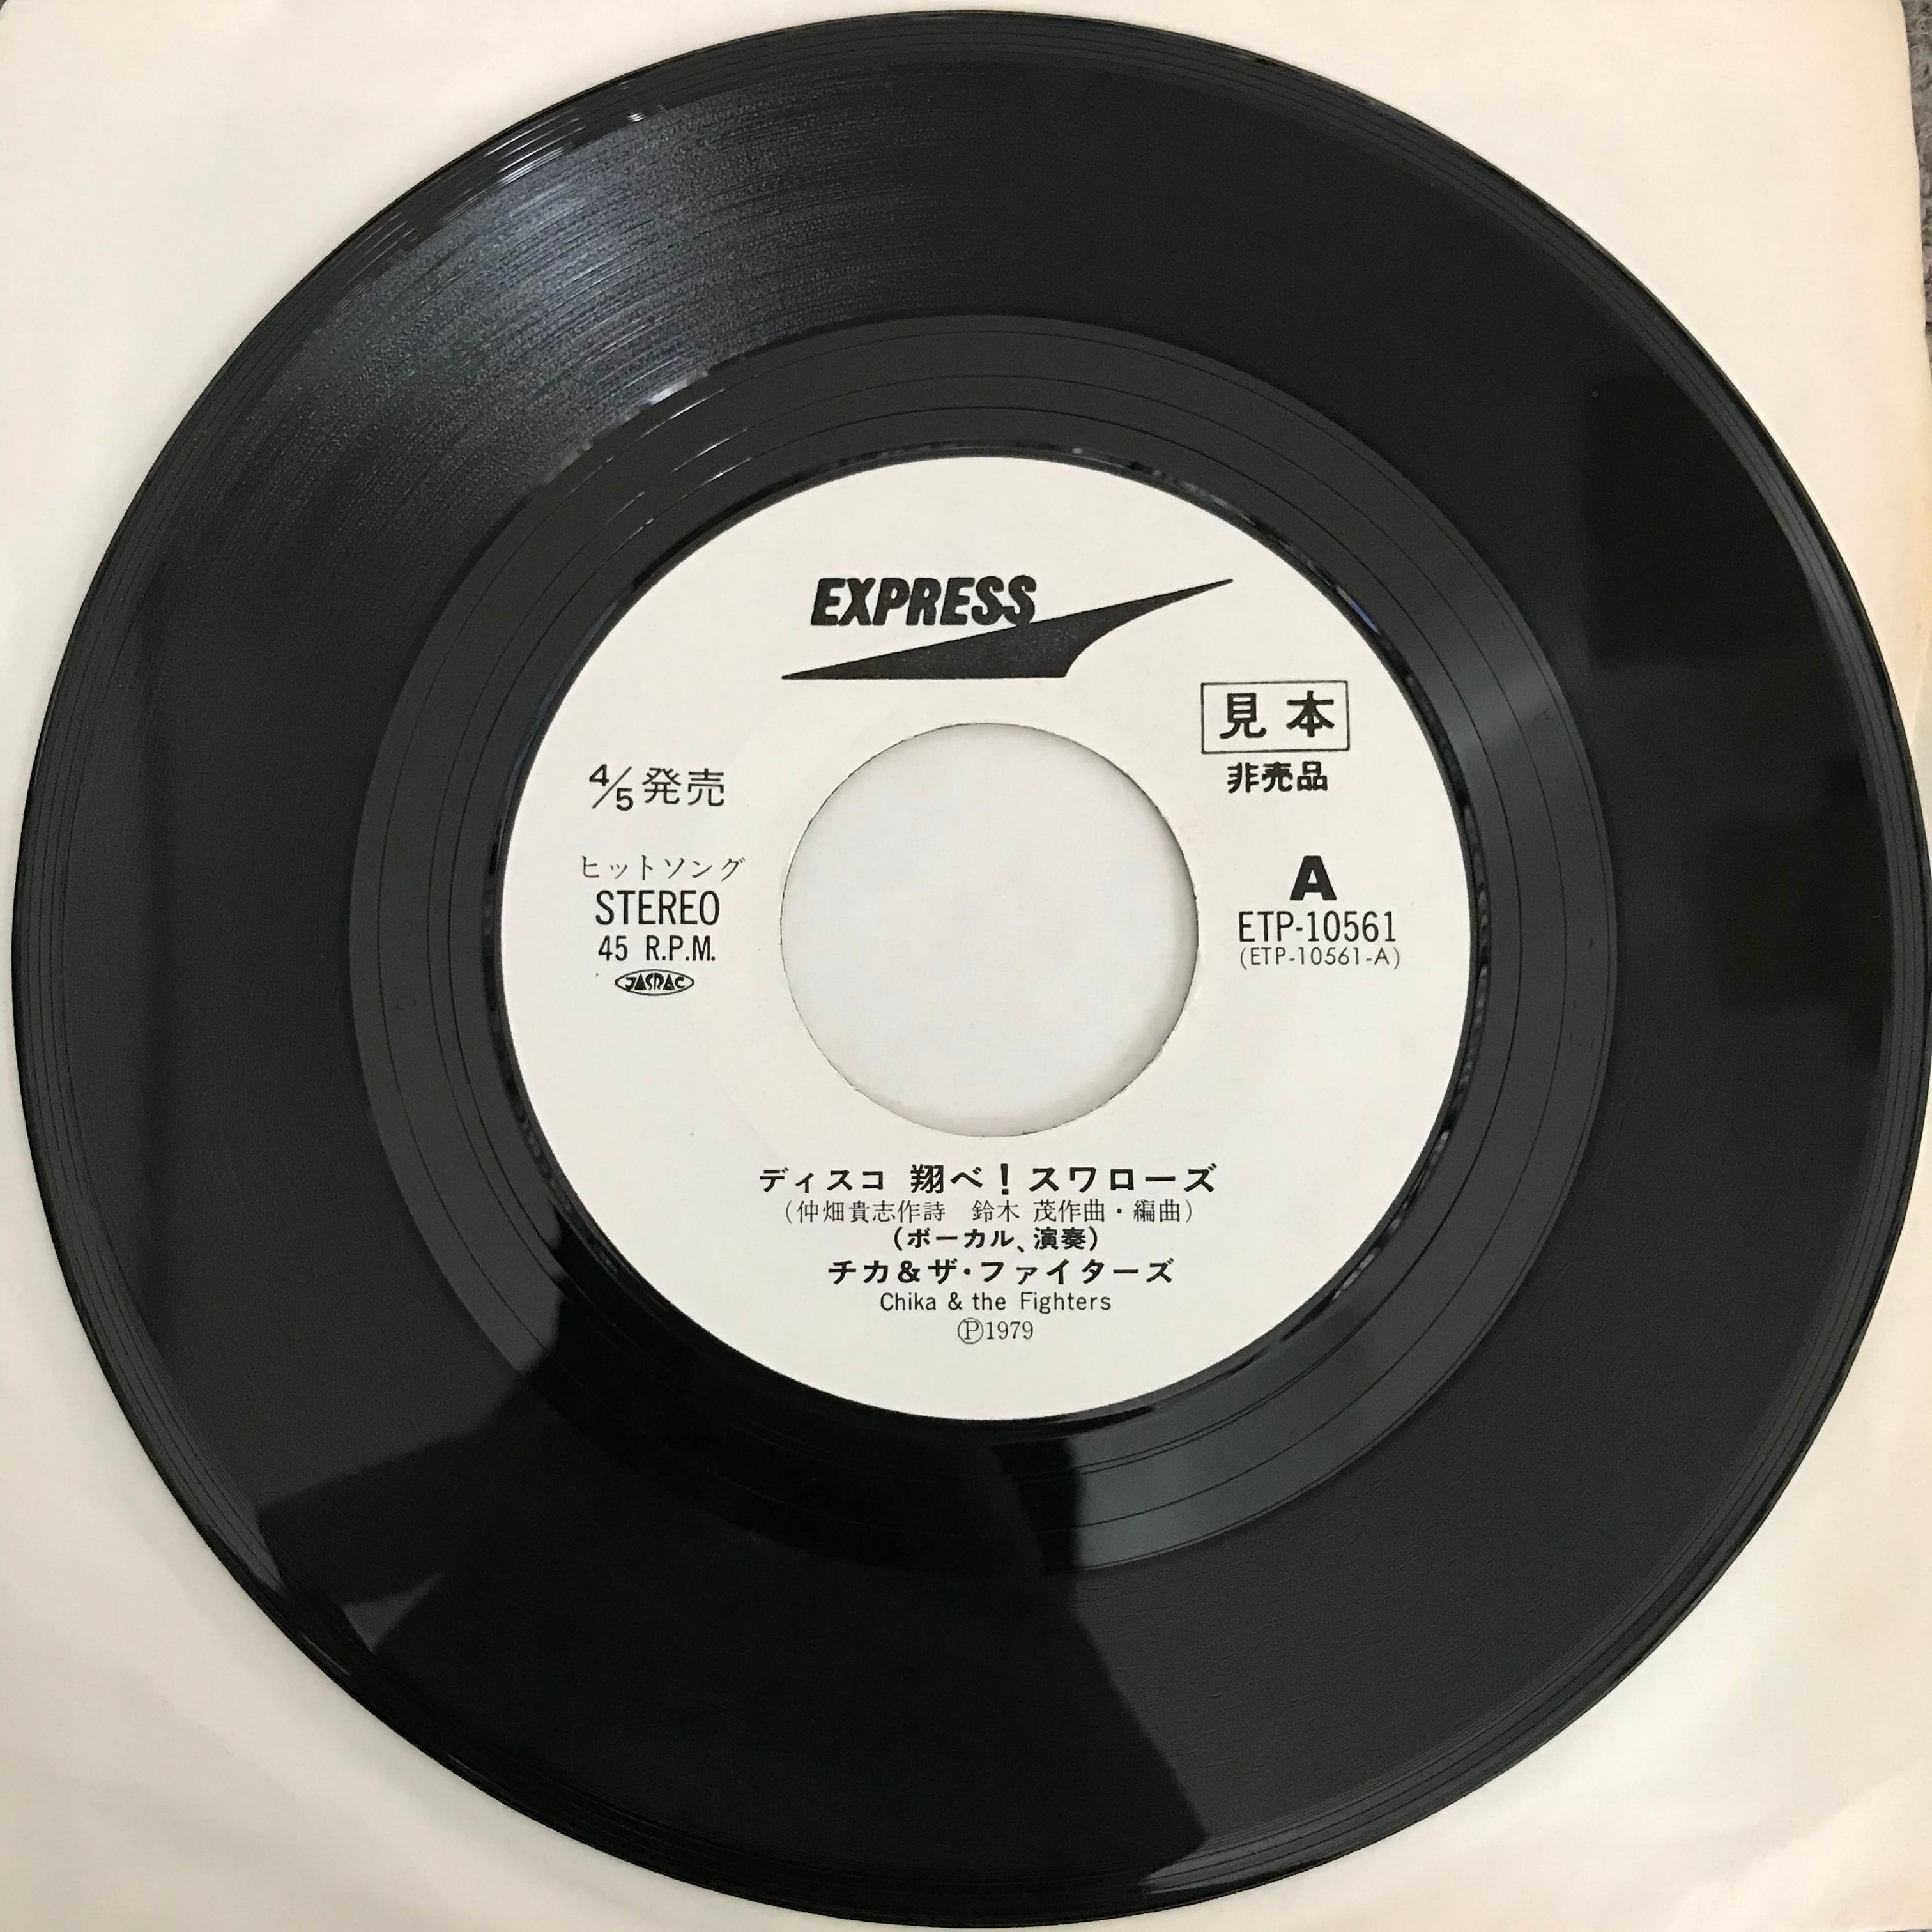 EXPRESS
見本
非売品
4/5発売
ヒットソング
STEREO
45 R.P.M.
JASRAC
A
ETP-10561
(ETP-10561-A)
ディスコ 翔べ！スワローズ
（仲畑貴志作詩　鈴木 茂作曲・編曲）
（ボーカル、演奏）
チカ＆ザ・ファイターズ
Chika & the Fighters
Ⓟ1979